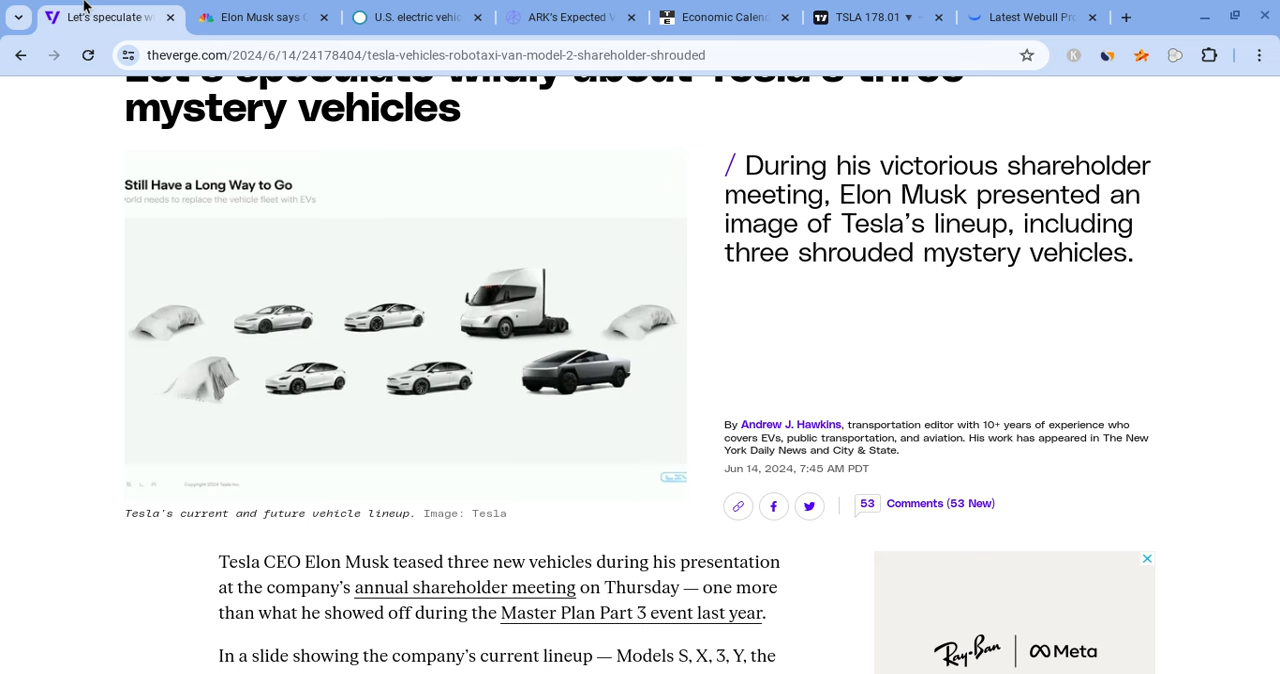 Let's speculate w
Elon Musk says
U.S. electric vehic
ARK's Expected V
Economic Calen
TSLA 178.01 ▼ -
Latest Webull Pr
theverge.com/2024/6/14/24178404/tesla-vehicles-robotaxi-van-model-2-shareholder-shrouded
Let's speculate wildly about Tesla's three
mystery vehicles
Still Have a Long Way to Go
world needs to replace the vehicle fleet with EVs
Copyright 2024 Tesla Inc.
Tesla's current and future vehicle lineup. Image: Tesla
/ During his victorious shareholder
meeting, Elon Musk presented an
image of Tesla's lineup, including
three shrouded mystery vehicles.
By Andrew J. Hawkins, transportation editor with 10+ years of experience who
covers EVs, public transportation, and aviation. His work has appeared in The New
York Daily News and City & State.
Jun 14, 2024, 7:45 AM PDT
53 Comments (53 New)
Tesla CEO Elon Musk teased three new vehicles during his presentation
at the company's annual shareholder meeting on Thursday — one more
than what he showed off during the Master Plan Part 3 event last year.
In a slide showing the company's current lineup — Models S, X, 3, Y, the
Ray-Ban | Meta